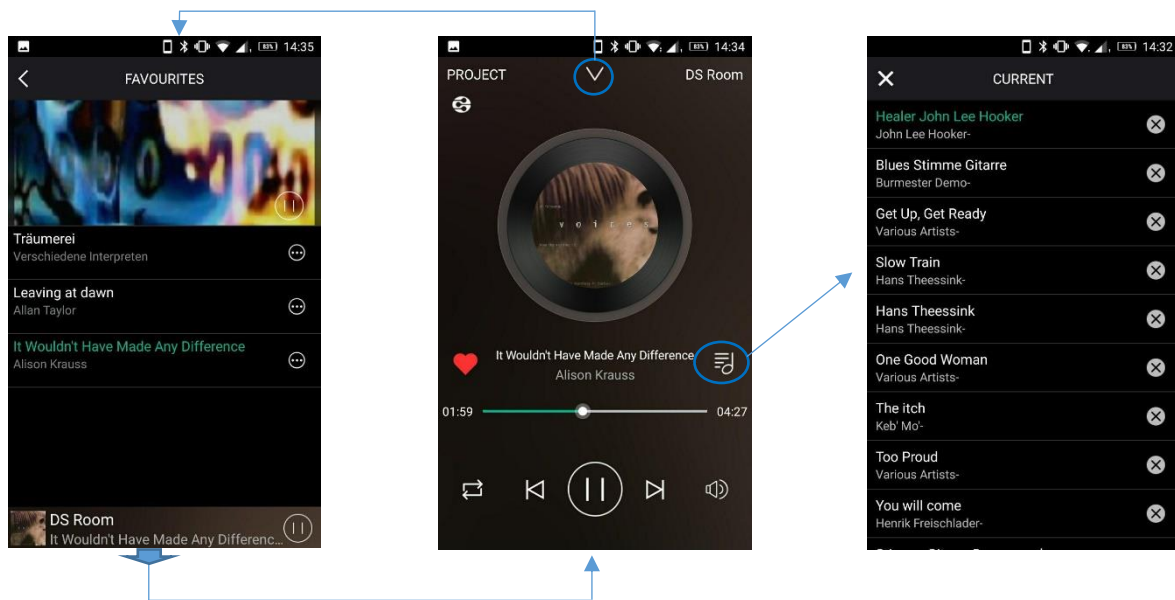 83% 14:35
FAVOURITES
Träumerei
Verschiedene Interpreten
Leaving at dawn
Allan Taylor
It Wouldn't Have Made Any Difference
Alison Krauss
DS Room
It Wouldn't Have Made Any Differenc...
83% 14:34
PROJECT DS Room
voices
It Wouldn't Have Made Any Difference
Alison Krauss
01:59 04:27
83% 14:32
CURRENT
Healer John Lee Hooker
John Lee Hooker-
Blues Stimme Gitarre
Burmester Demo-
Get Up, Get Ready
Various Artists-
Slow Train
Hans Theessink-
Hans Theessink
Hans Theessink-
One Good Woman
Various Artists-
The itch
Keb' Mo'-
Too Proud
Various Artists-
You will come
Henrik Freischlader-